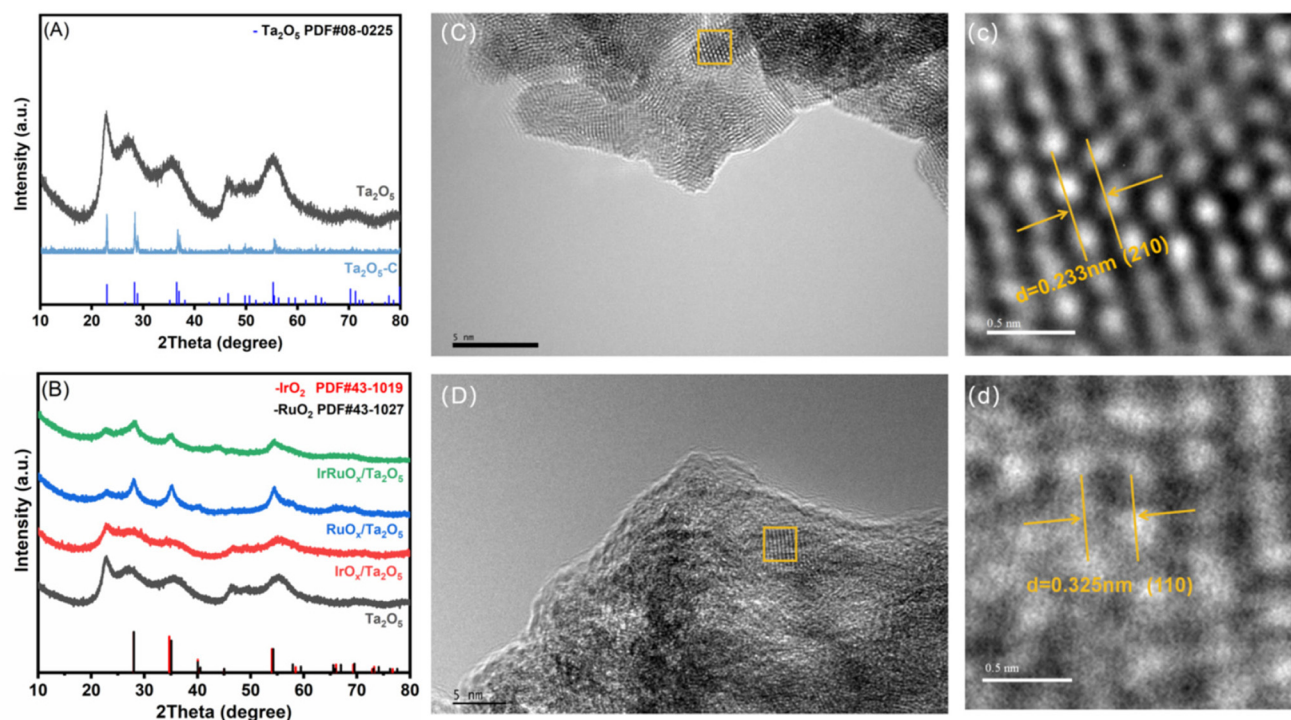 (A)
- Ta₂O₅ PDF#08-0225
Intensity (a.u.)
Ta₂O₅
Ta₂O₅-C
10 20 30 40 50 60 70 80
2Theta (degree)
(B)
-IrO₂ PDF#43-1019
-RuO₂ PDF#43-1027
Intensity (a.u.)
IrRuOₓ/Ta₂O₅
RuOₓ/Ta₂O₅
IrOₓ/Ta₂O₅
Ta₂O₅
10 20 30 40 50 60 70 80
2Theta (degree)
(C)
5 nm
(c)
d=0.233nm (210)
0.5 nm
(D)
5 nm
(d)
d=0.325nm (110)
0.5 nm